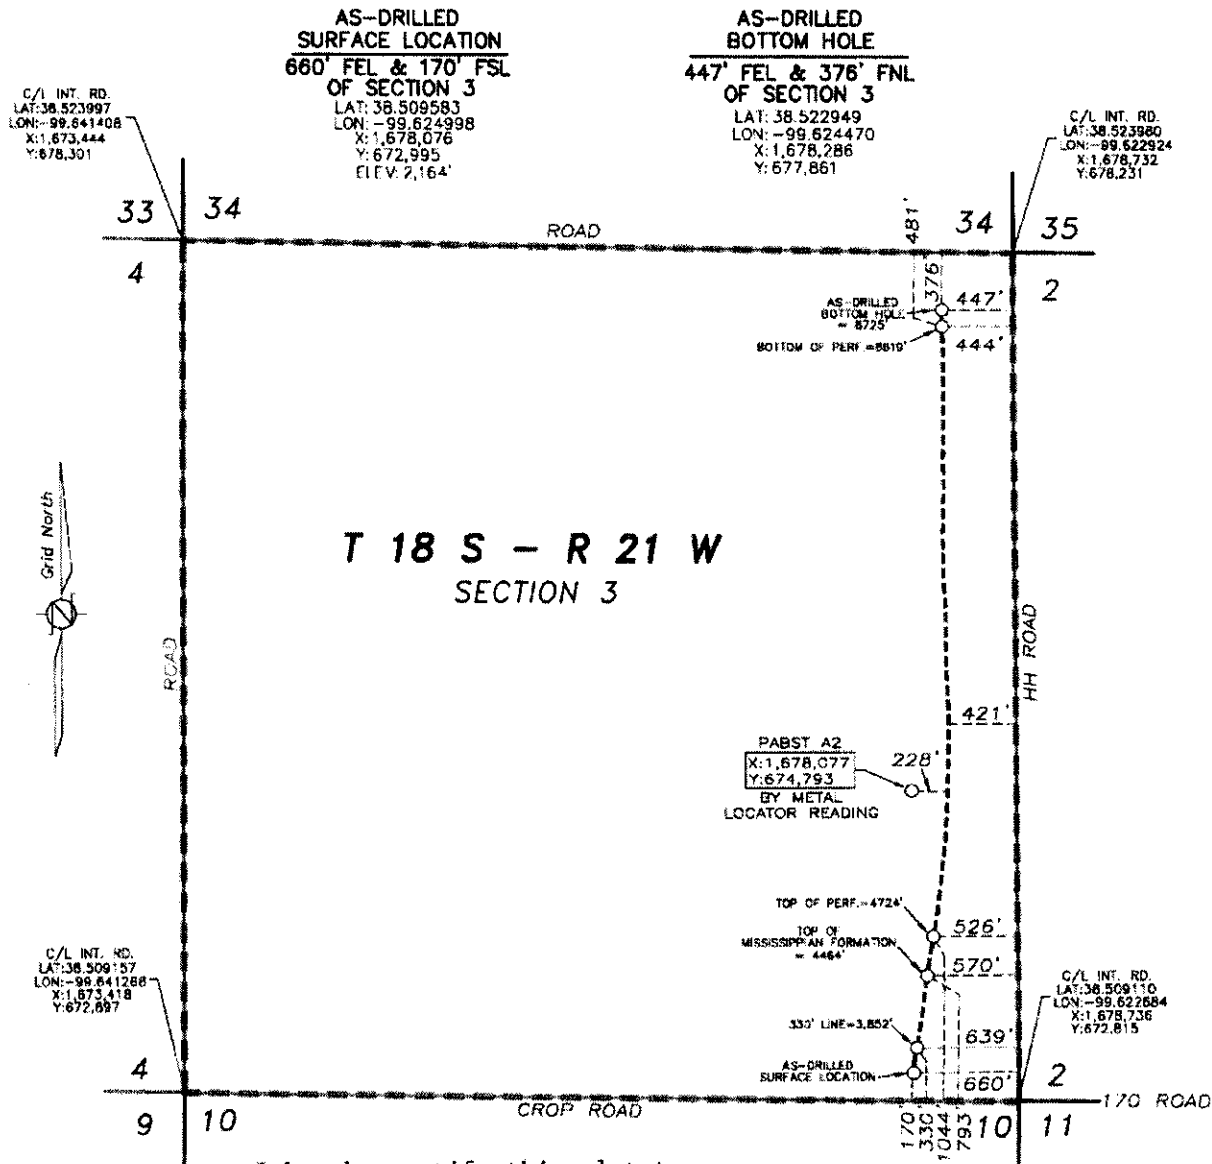 AS-DRILLED
SURFACE LOCATION
660' FEL & 170' FSL
OF SECTION 3
LAT: 38.509583
LON: -99.624998
X:1,678,076
Y: 672,995
ELEV: 2,164'
AS-DRILLED
BOTTOM HOLE
447' FEL & 376' FNL
OF SECTION 3
LAT: 38.522949
LON: -99.624470
X:1,678,286
Y:677,861
C/L INT. RD.
LAT:38.523997
LON:-99.641408
X:1,673,444
Y:678,301
C/L INT. RD.
LAT:38.523980
LON:-99.622924
X:1,678,732
Y:678,231
33
34
ROAD
481'
34
35
4
376'
2
AS-DRILLED
BOTTOM HOLE
= 8725'
447'
BOTTOM OF PERF.=8619'
444'
Grid North
T 18 S - R 21 W
SECTION 3
ROAD
HH ROAD
421'
PABST A2
X:1,678,077
Y:674,793
BY METAL
LOCATOR READING
228'
TOP OF PERF.=4724'
526'
TOP OF
MISSISSIPPIAN FORMATION
= 4464'
570'
C/L INT. RD.
LAT:38.509157
LON:-99.641268
X:1,673,418
Y:672,897
C/L INT. RD.
LAT:38.509110
LON:-99.622684
X:1,678,736
Y:672,815
330' LINE=3,852'
639'
AS-DRILLED
SURFACE LOCATION
660'
4
2
CROP ROAD
170 ROAD
9
10
170'
330'
1044'
793'
10
11